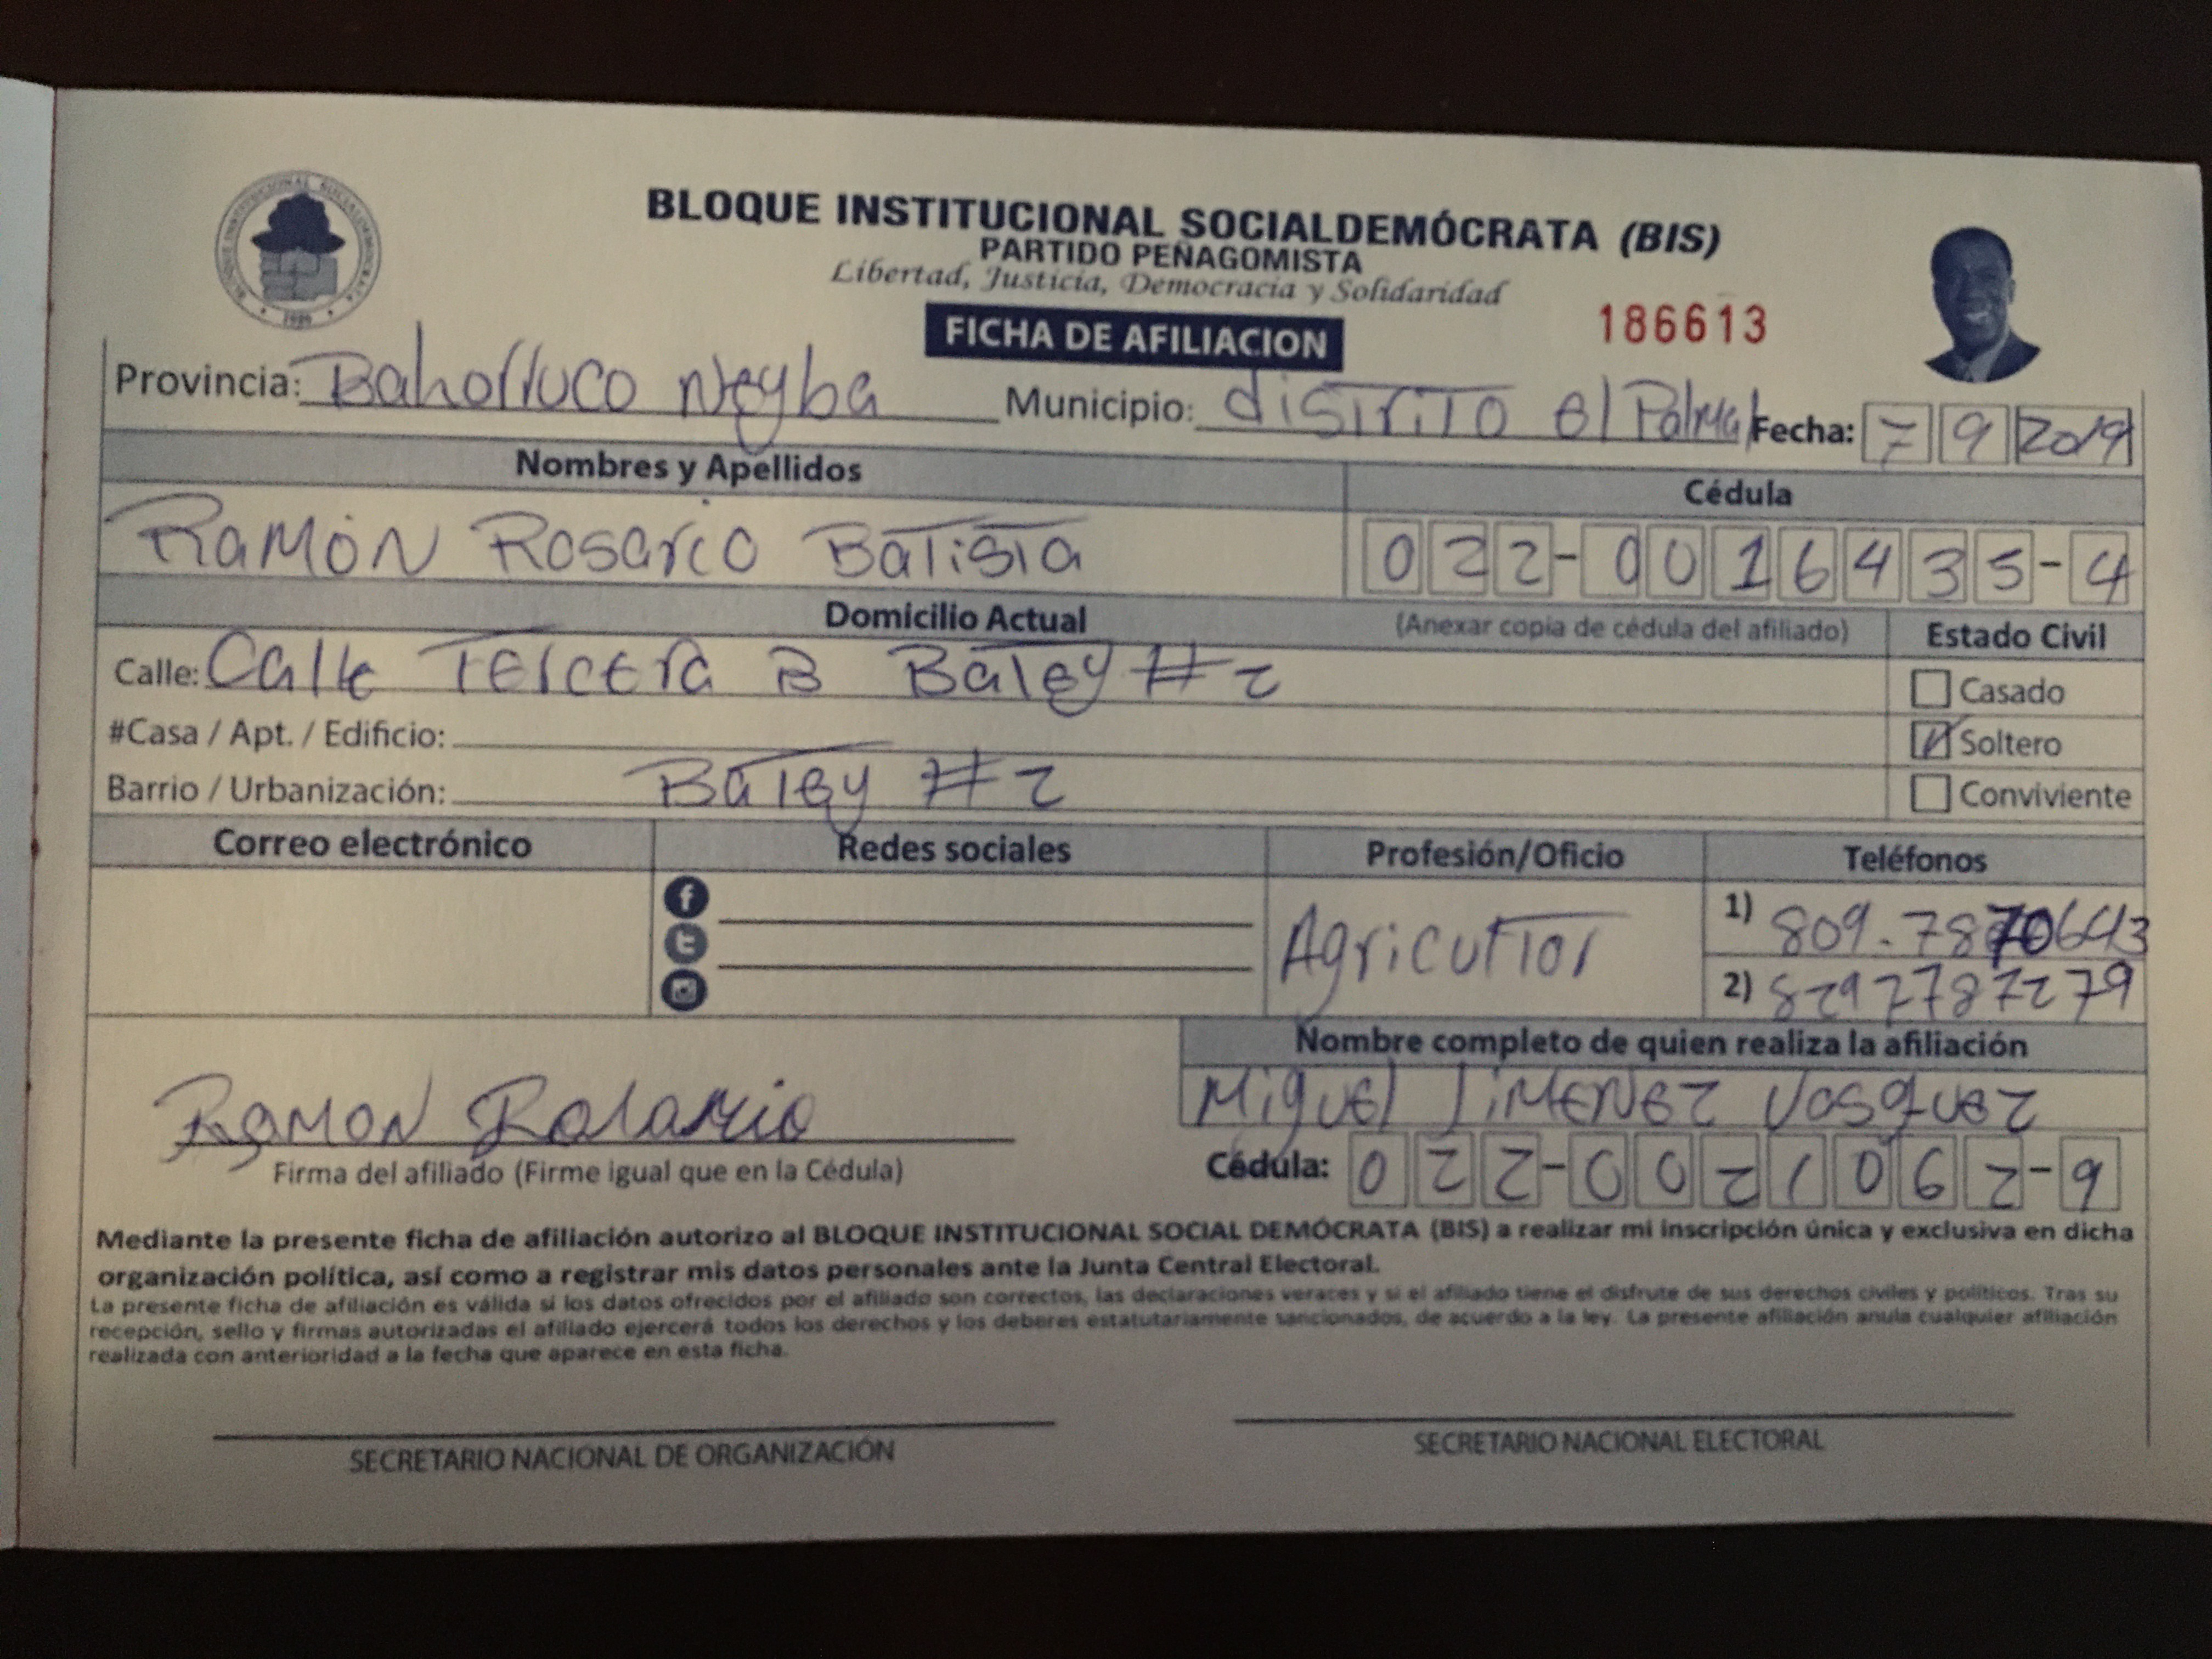 BLOQUE INSTITUCIONAL SOCIALDEMÓCRATA (BIS)
PARTIDO PEÑAGOMISTA
Libertad, Justicia, Democracia y Solidaridad
FICHA DE AFILIACION
186613
Provincia: Bahorruco Neyba Municipio: distrito el Palmar Fecha: 7 9 2019
Nombres y Apellidos Cédula
Ramón Rosario Batista 022-0016435-4
Domicilio Actual (Anexar copia de cédula del afiliado) Estado Civil
Calle: Calle Tercera B Batey # 2 Casado
#Casa / Apt. / Edificio: Soltero
Barrio / Urbanización: Batey # 2 Conviviente
Correo electrónico Redes sociales Profesión/Oficio Teléfonos
Agricultor
1) 809-7870643
2) 8297787279
Nombre completo de quien realiza la afiliación
Ramon Rosario Miguel Jimenez Vasquez
Firma del afiliado (Firme igual que en la Cédula) Cédula: 022-0021062-9
Mediante la presente ficha de afiliación autorizo al BLOQUE INSTITUCIONAL SOCIAL DEMÓCRATA (BIS) a realizar mi inscripción única y exclusiva en dicha
organización política, así como a registrar mis datos personales ante la Junta Central Electoral.
La presente ficha de afiliación es válida si los datos ofrecidos por el afiliado son correctos, las declaraciones veraces y si el afiliado tiene el disfrute de sus derechos civiles y políticos. Tras su
recepción, sello y firmas autorizadas el afiliado ejercerá todos los derechos y los deberes estatutariamente sancionados, de acuerdo a la ley. La presente afiliación anula cualquier afiliación
realizada con anterioridad a la fecha que aparece en esta ficha.
SECRETARIO NACIONAL DE ORGANIZACIÓN SECRETARIO NACIONAL ELECTORAL